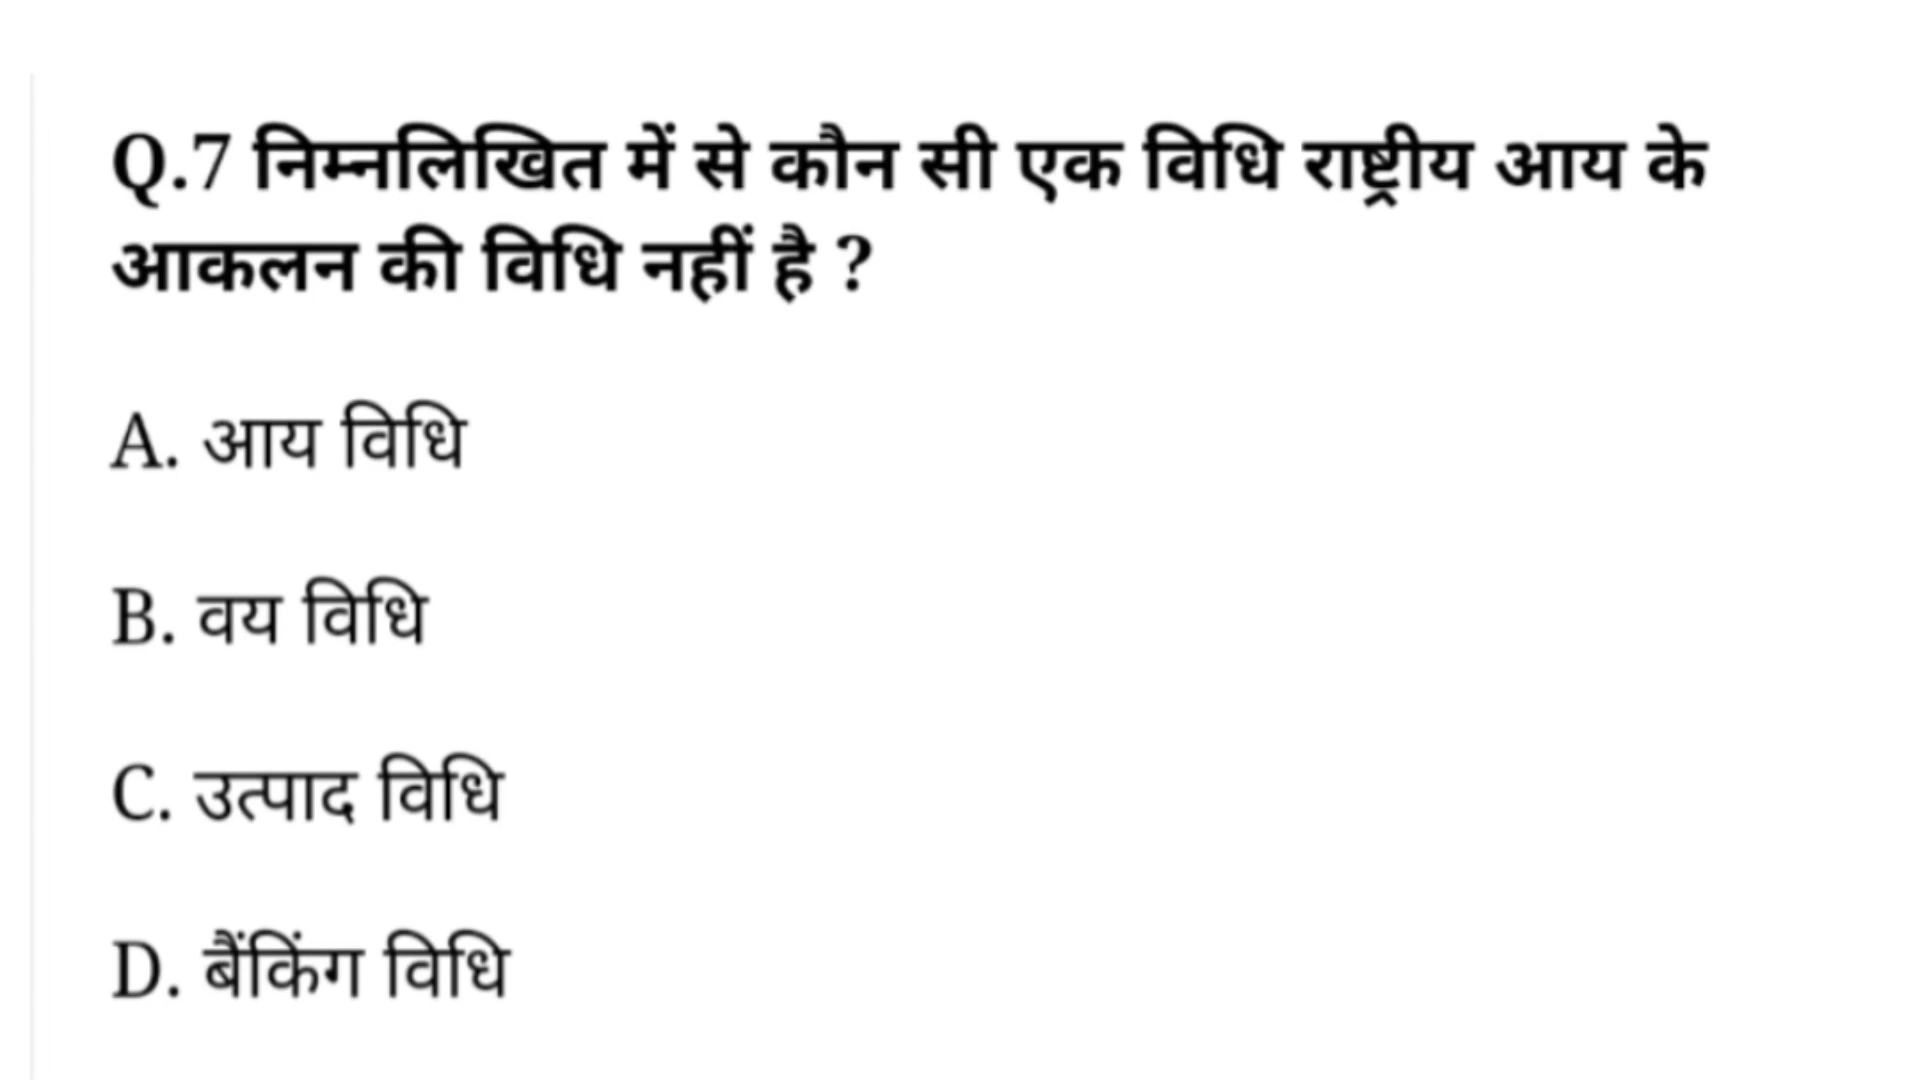 Q.7 निम्नलिखित में से कौन सी एक विधि राष्ट्रीय आय के
आकलन की विधि नहीं है ?
A. आय विधि
B. वय विधि
C. उत्पाद विधि
D. बैंकिंग विधि